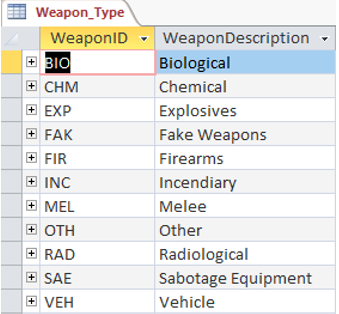 Weapon_Type
WeaponID WeaponDescription
BIO Biological
CHM Chemical
EXP Explosives
FAK Fake Weapons
FIR Firearms
INC Incendiary
MEL Melee
OTH Other
RAD Radiological
SAE Sabotage Equipment
VEH Vehicle